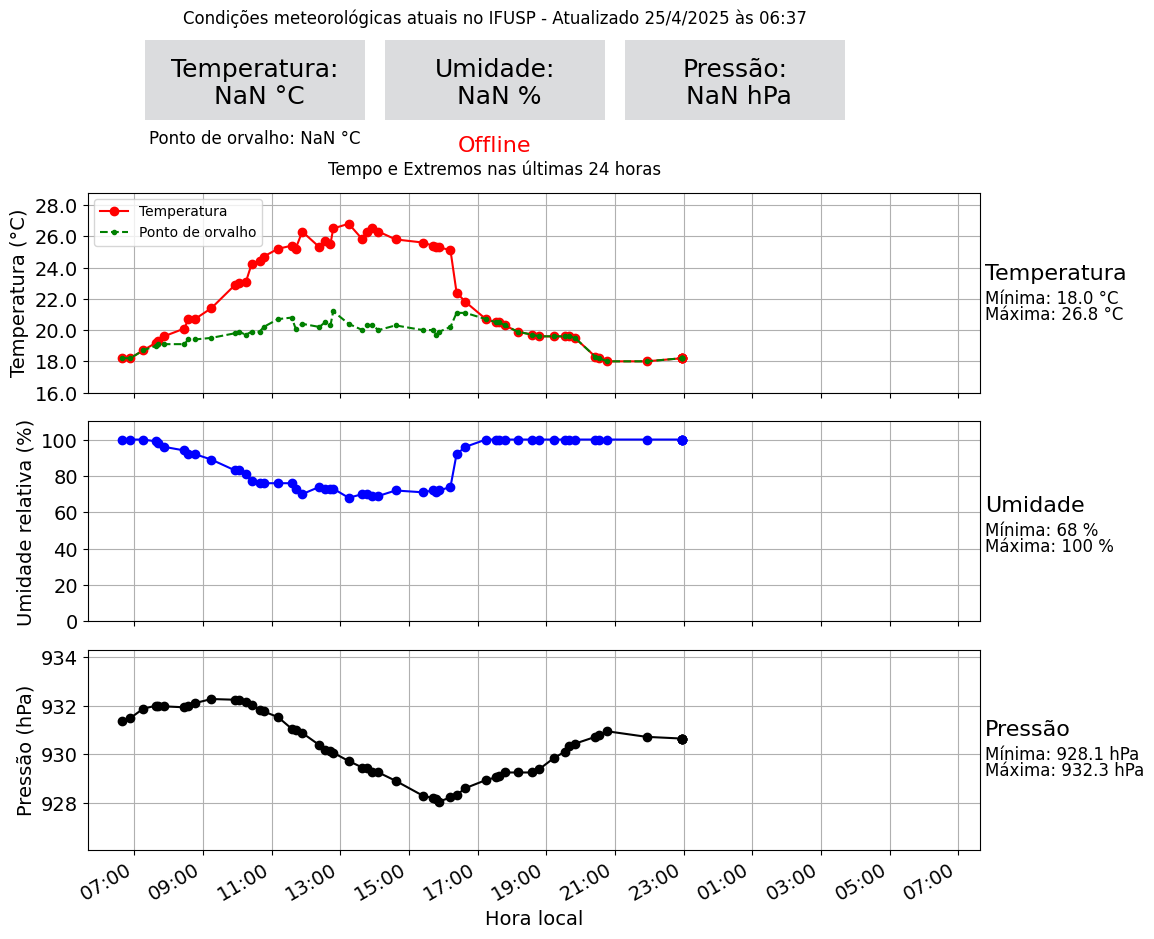 Condições meteorológicas atuais no IFUSP - Atualizado 25/4/2025 às 06:37
Temperatura:
NaN °C
Umidade:
NaN %
Pressão:
NaN hPa
Ponto de orvalho: NaN °C
Offline
Tempo e Extremos nas últimas 24 horas
Temperatura (°C)
28.0
26.0
24.0
22.0
20.0
18.0
16.0
Temperatura
Ponto de orvalho
Temperatura
Mínima: 18.0 °C
Máxima: 26.8 °C
Umidade relativa (%)
100
80
60
40
20
0
Umidade
Mínima: 68 %
Máxima: 100 %
Pressão (hPa)
934
932
930
928
Pressão
Mínima: 928.1 hPa
Máxima: 932.3 hPa
07:00
09:00
11:00
13:00
15:00
17:00
19:00
21:00
23:00
01:00
03:00
05:00
07:00
Hora local